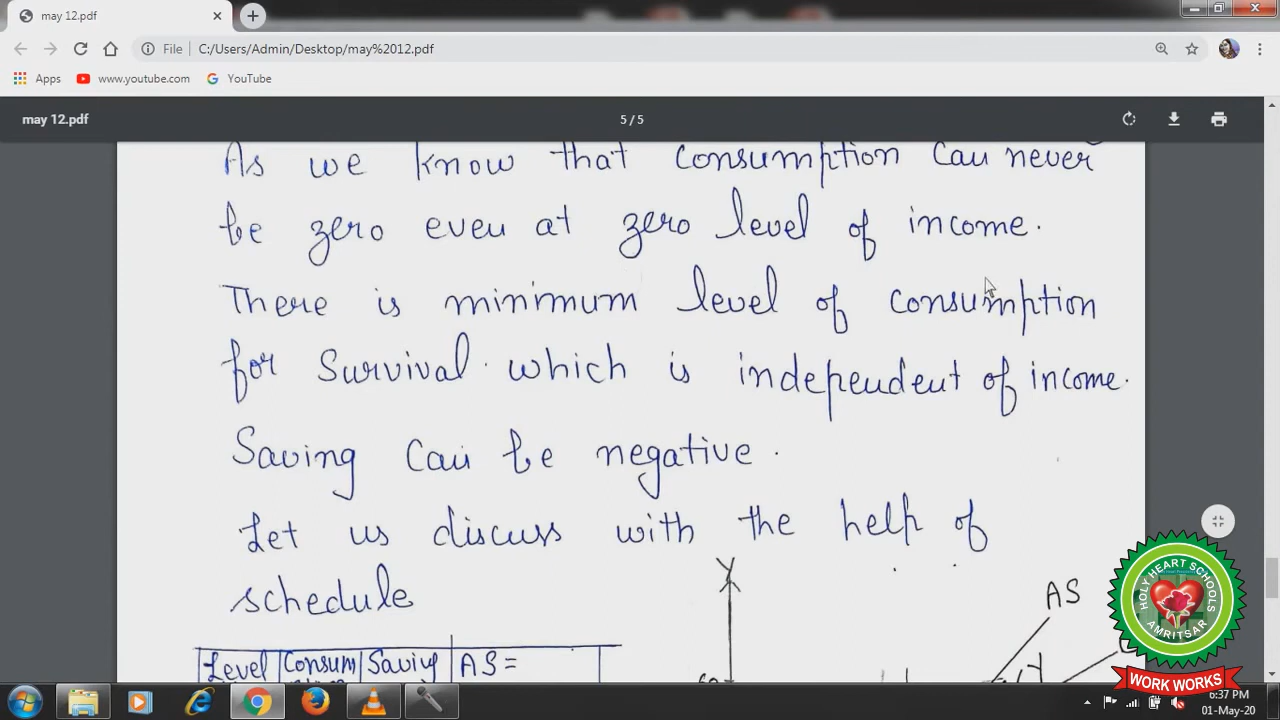 may 12.pdf
File C:/Users/Admin/Desktop/may%2012.pdf
Apps www.youtube.com YouTube
may 12.pdf 5 / 5
As we know that Consumption Can never
be zero even at zero level of income.
There is minimum level of consumption
for Survival. which is independent of income.
Saving Can be negative.
Let us discuss with the help of
schedule
Y
AS
Level Consum Saving AS =
HOLY HEART SCHOOLS
AMRITSAR
WORK WORKS
6:37 PM
01-May-20